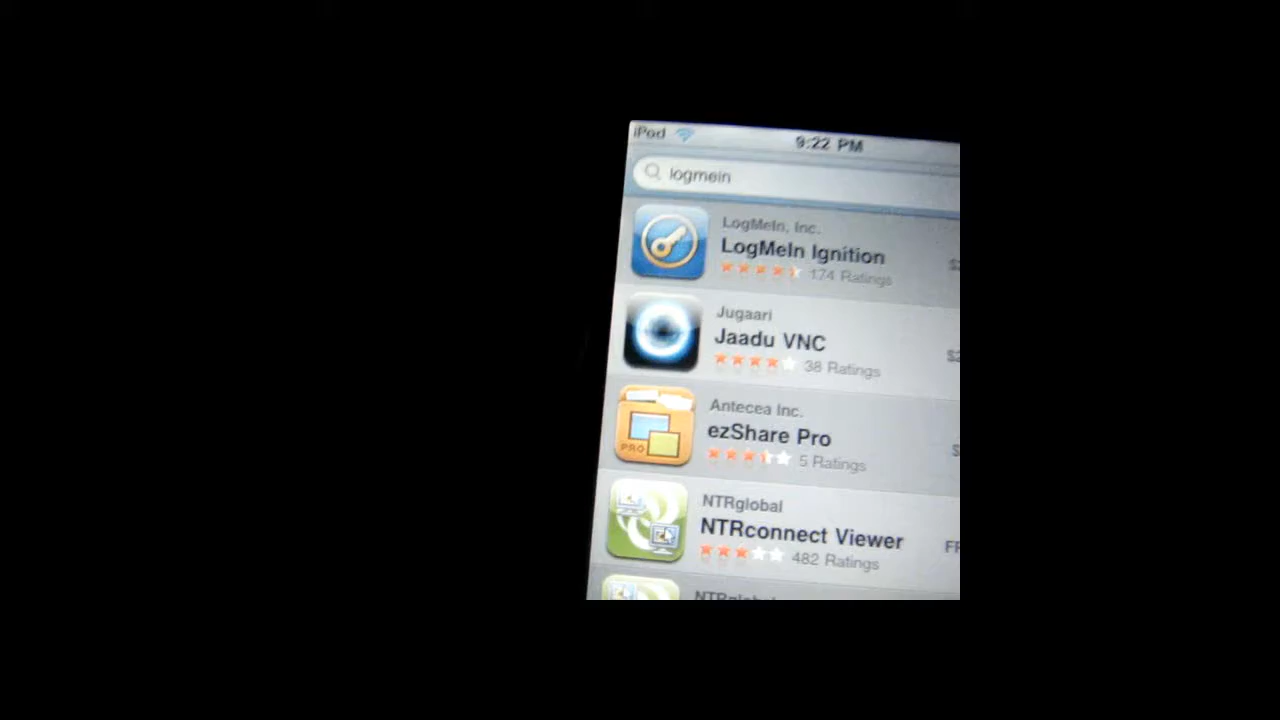 iPod 9:22 PM
logmein
LogMeIn, Inc.
LogMeIn Ignition
174 Ratings
Jugaari
Jaadu VNC
38 Ratings
Antecea Inc.
ezShare Pro
PRO
5 Ratings
NTRglobal
NTRconnect Viewer
482 Ratings